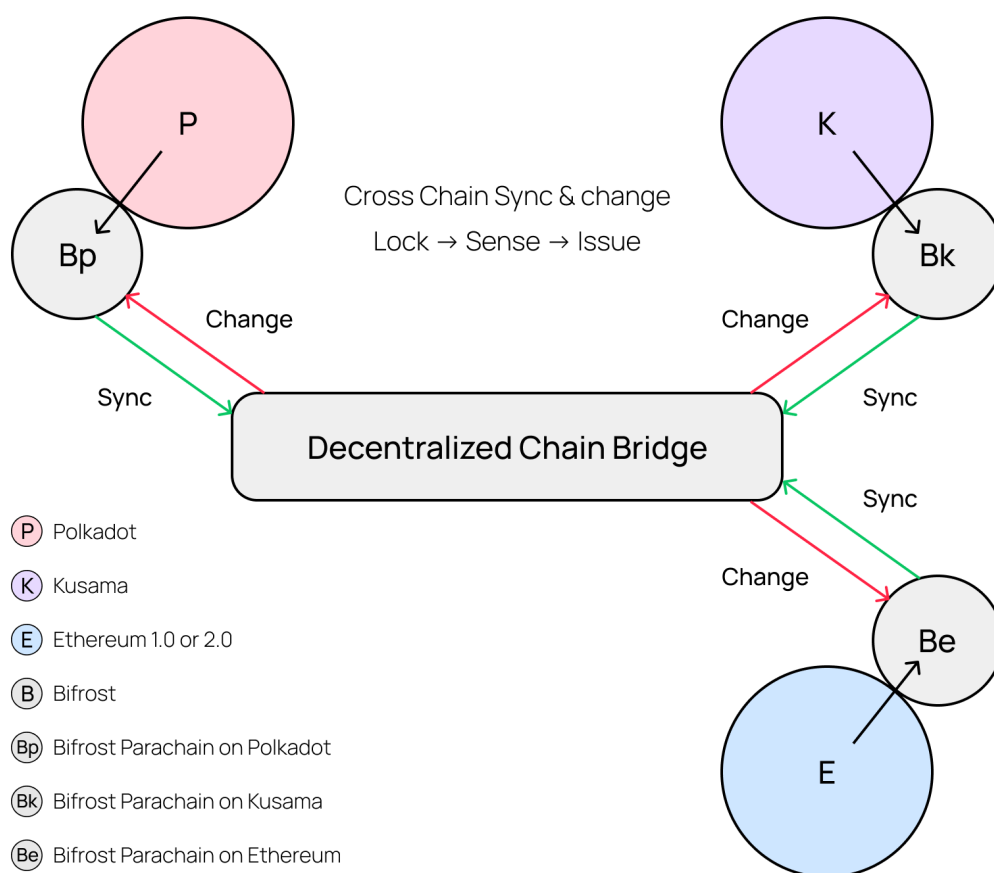 P
K
Cross Chain Sync & change
Lock → Sense → Issue
Bp
Bk
Change
Change
Sync
Sync
Decentralized Chain Bridge
Sync
P Polkadot
Change
K Kusama
E Ethereum 1.0 or 2.0
Be
B Bifrost
Bp Bifrost Parachain on Polkadot
E
Bk Bifrost Parachain on Kusama
Be Bifrost Parachain on Ethereum